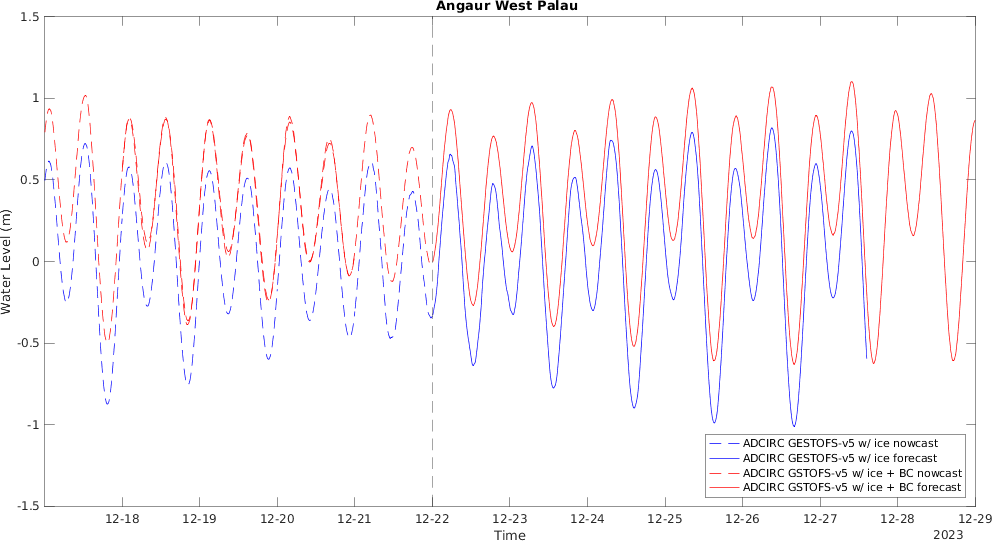 Angaur West Palau
1.5
1
0.5
0
-0.5
-1
-1.5
Water Level (m)
12-18 12-19 12-20 12-21 12-22 12-23 12-24 12-25 12-26 12-27 12-28 12-29
Time
2023
ADCIRC GESTOFS-v5 w/ ice nowcast
ADCIRC GESTOFS-v5 w/ ice forecast
ADCIRC GSTOFS-v5 w/ ice + BC nowcast
ADCIRC GSTOFS-v5 w/ ice + BC forecast